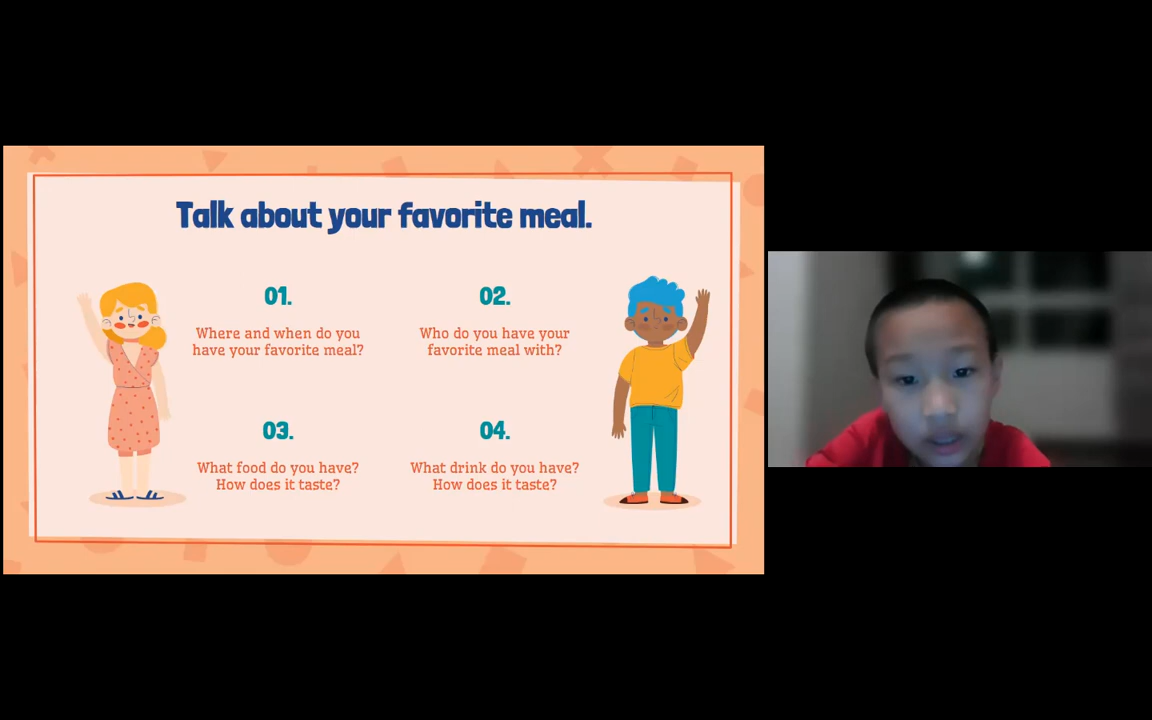 Talk about your favorite meal.
01.
Where and when do you
have your favorite meal?
02.
Who do you have your
favorite meal with?
03.
What food do you have?
How does it taste?
04.
What drink do you have?
How does it taste?